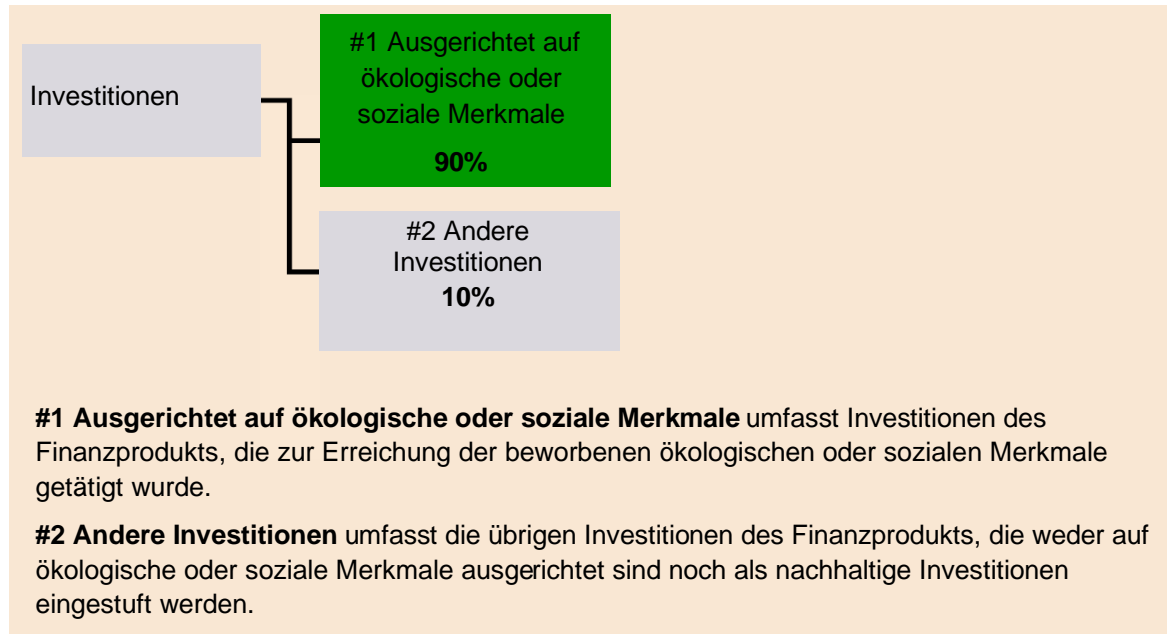 Investitionen
#1 Ausgerichtet auf
ökologische oder
soziale Merkmale
90%
#2 Andere
Investitionen
10%
#1 Ausgerichtet auf ökologische oder soziale Merkmale umfasst Investitionen des
Finanzprodukts, die zur Erreichung der beworbenen ökologischen oder sozialen Merkmale
getätigt wurde.
#2 Andere Investitionen umfasst die übrigen Investitionen des Finanzprodukts, die weder auf
ökologische oder soziale Merkmale ausgerichtet sind noch als nachhaltige Investitionen
eingestuft werden.